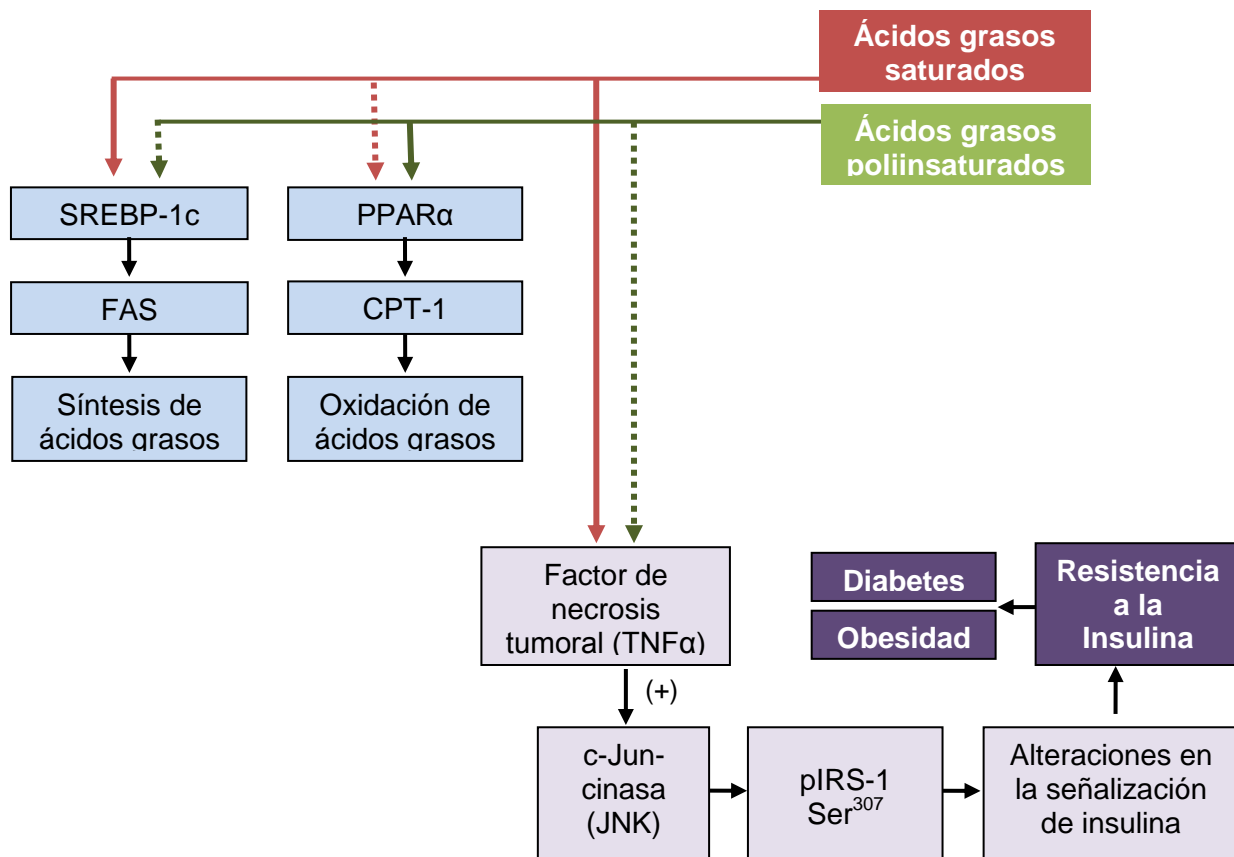 Ácidos grasos
saturados
Ácidos grasos
poliinsaturados
SREBP-1c
PPARα
FAS
CPT-1
Síntesis de
ácidos grasos
Oxidación de
ácidos grasos
Factor de
necrosis
tumoral (TNFα)
(+)
Diabetes
Obesidad
Resistencia
a la
Insulina
c-Jun-
cinasa
(JNK)
pIRS-1
Ser³⁰⁷
Alteraciones en
la señalización
de insulina